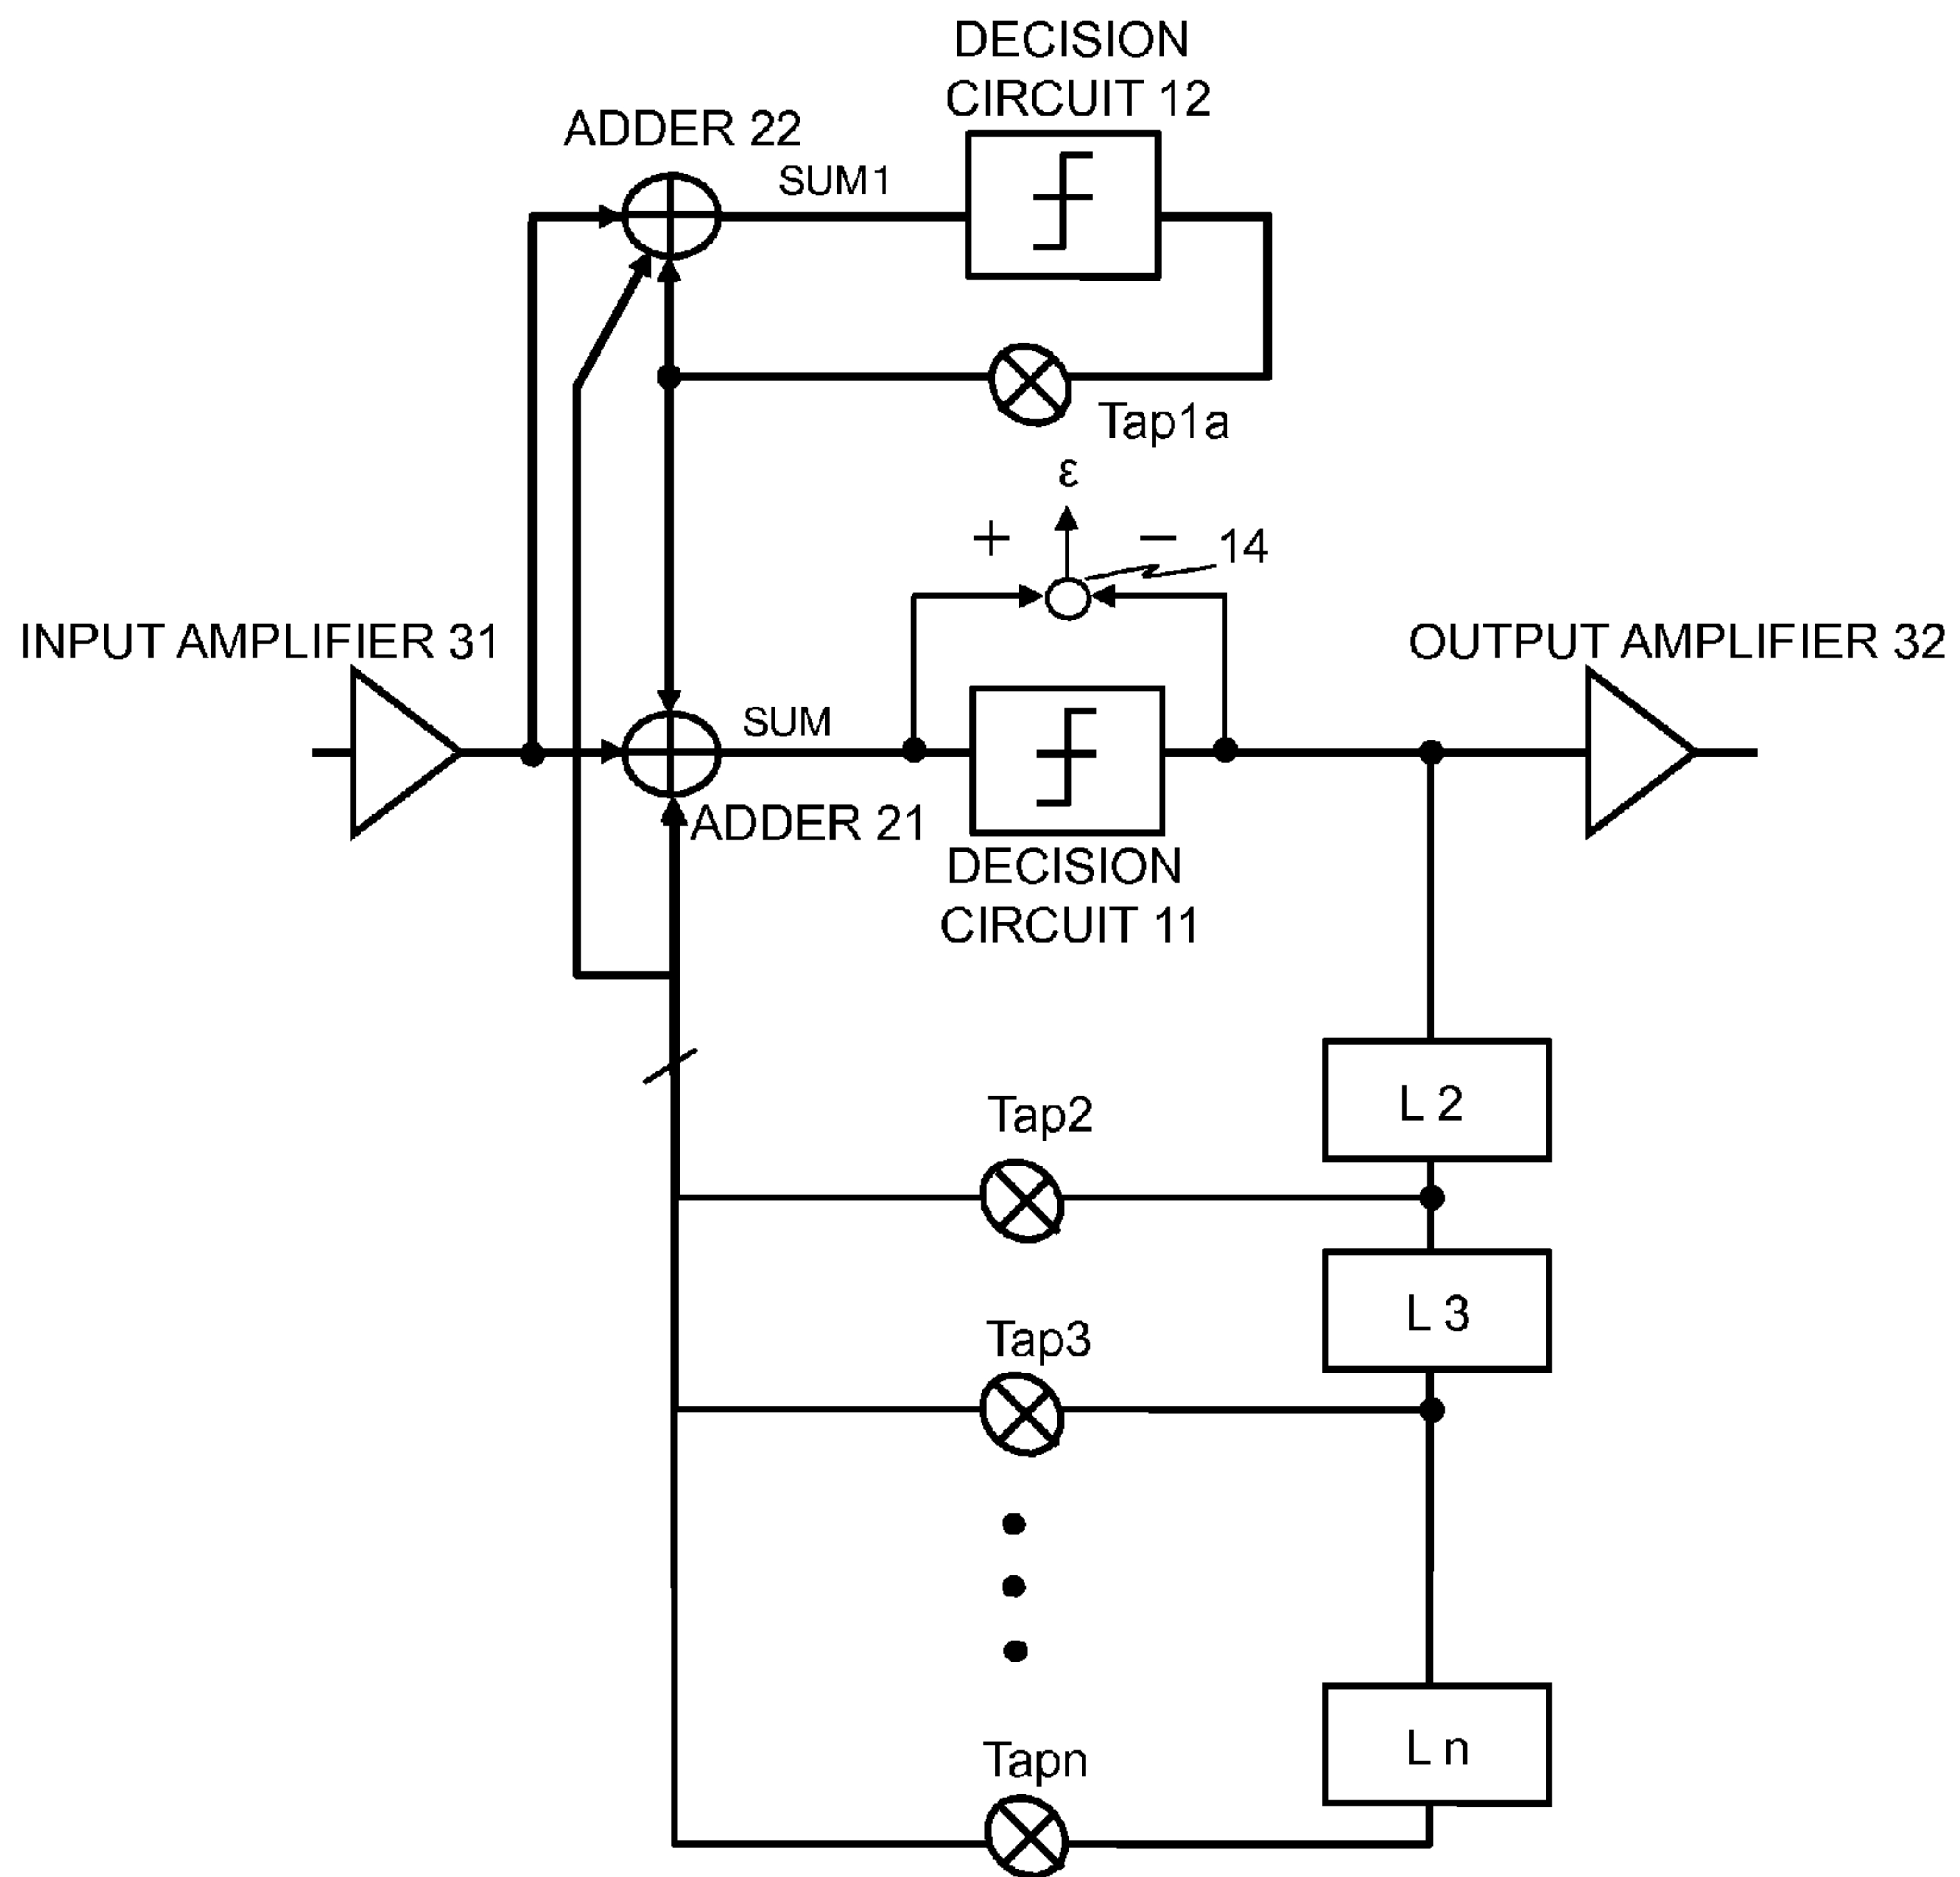 DECISION
CIRCUIT 12
ADDER 22
SUM1
Tap1a
ε
+
−
14
INPUT AMPLIFIER 31
OUTPUT AMPLIFIER 32
SUM
ADDER 21
DECISION
CIRCUIT 11
L 2
Tap2
L 3
Tap3
L n
Tapn